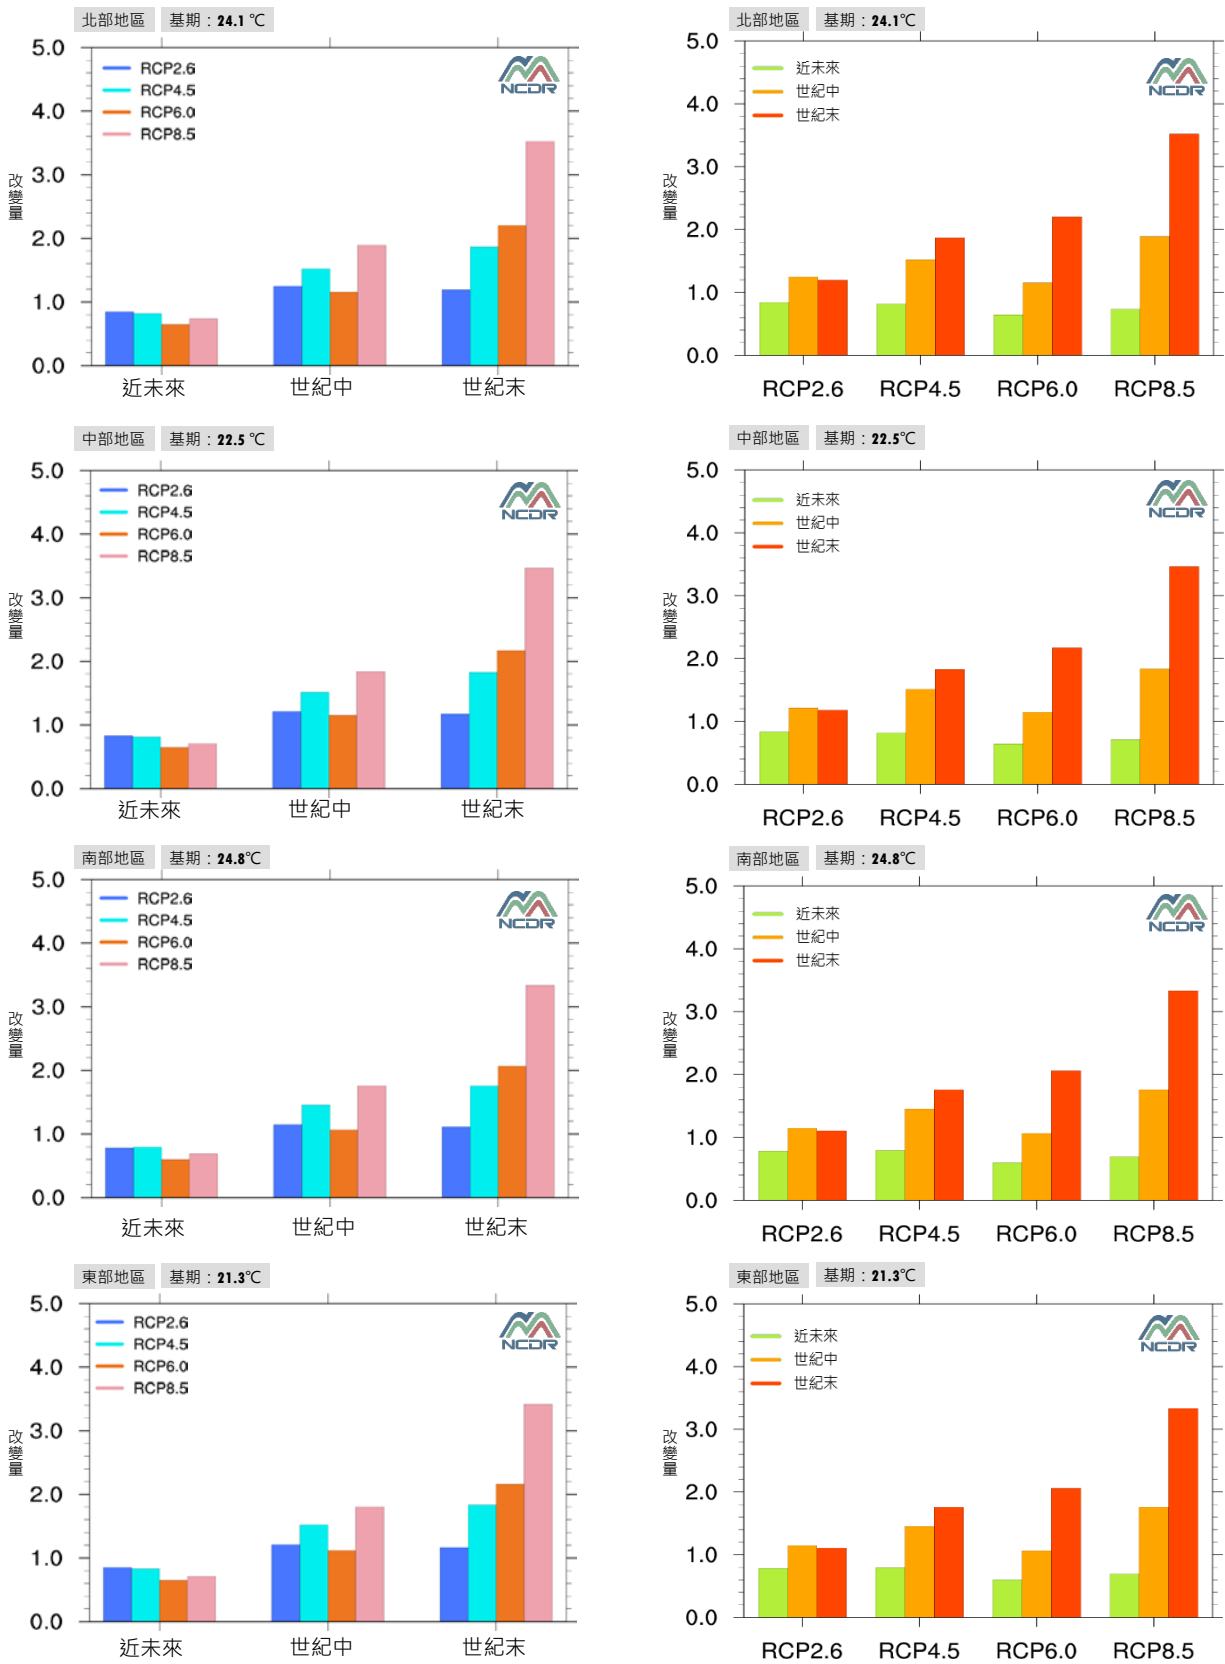 北部地區 基期：24.1 ℃
5.0
4.0
3.0
2.0
1.0
0.0
改變量
RCP2.6
RCP4.5
RCP6.0
RCP8.5
NCDR
近未來 世紀中 世紀末
北部地區 基期：24.1℃
5.0
4.0
3.0
2.0
1.0
0.0
改變量
近未來
世紀中
世紀末
NCDR
RCP2.6 RCP4.5 RCP6.0 RCP8.5
中部地區 基期：22.5 ℃
5.0
4.0
3.0
2.0
1.0
0.0
改變量
RCP2.6
RCP4.5
RCP6.0
RCP8.5
NCDR
近未來 世紀中 世紀末
中部地區 基期：22.5℃
5.0
4.0
3.0
2.0
1.0
0.0
改變量
近未來
世紀中
世紀末
NCDR
RCP2.6 RCP4.5 RCP6.0 RCP8.5
南部地區 基期：24.8℃
5.0
4.0
3.0
2.0
1.0
0.0
改變量
RCP2.6
RCP4.5
RCP6.0
RCP8.5
NCDR
近未來 世紀中 世紀末
南部地區 基期：24.8℃
5.0
4.0
3.0
2.0
1.0
0.0
改變量
近未來
世紀中
世紀末
NCDR
RCP2.6 RCP4.5 RCP6.0 RCP8.5
東部地區 基期：21.3℃
5.0
4.0
3.0
2.0
1.0
0.0
改變量
RCP2.6
RCP4.5
RCP6.0
RCP8.5
NCDR
近未來 世紀中 世紀末
東部地區 基期：21.3℃
5.0
4.0
3.0
2.0
1.0
0.0
改變量
近未來
世紀中
世紀末
NCDR
RCP2.6 RCP4.5 RCP6.0 RCP8.5